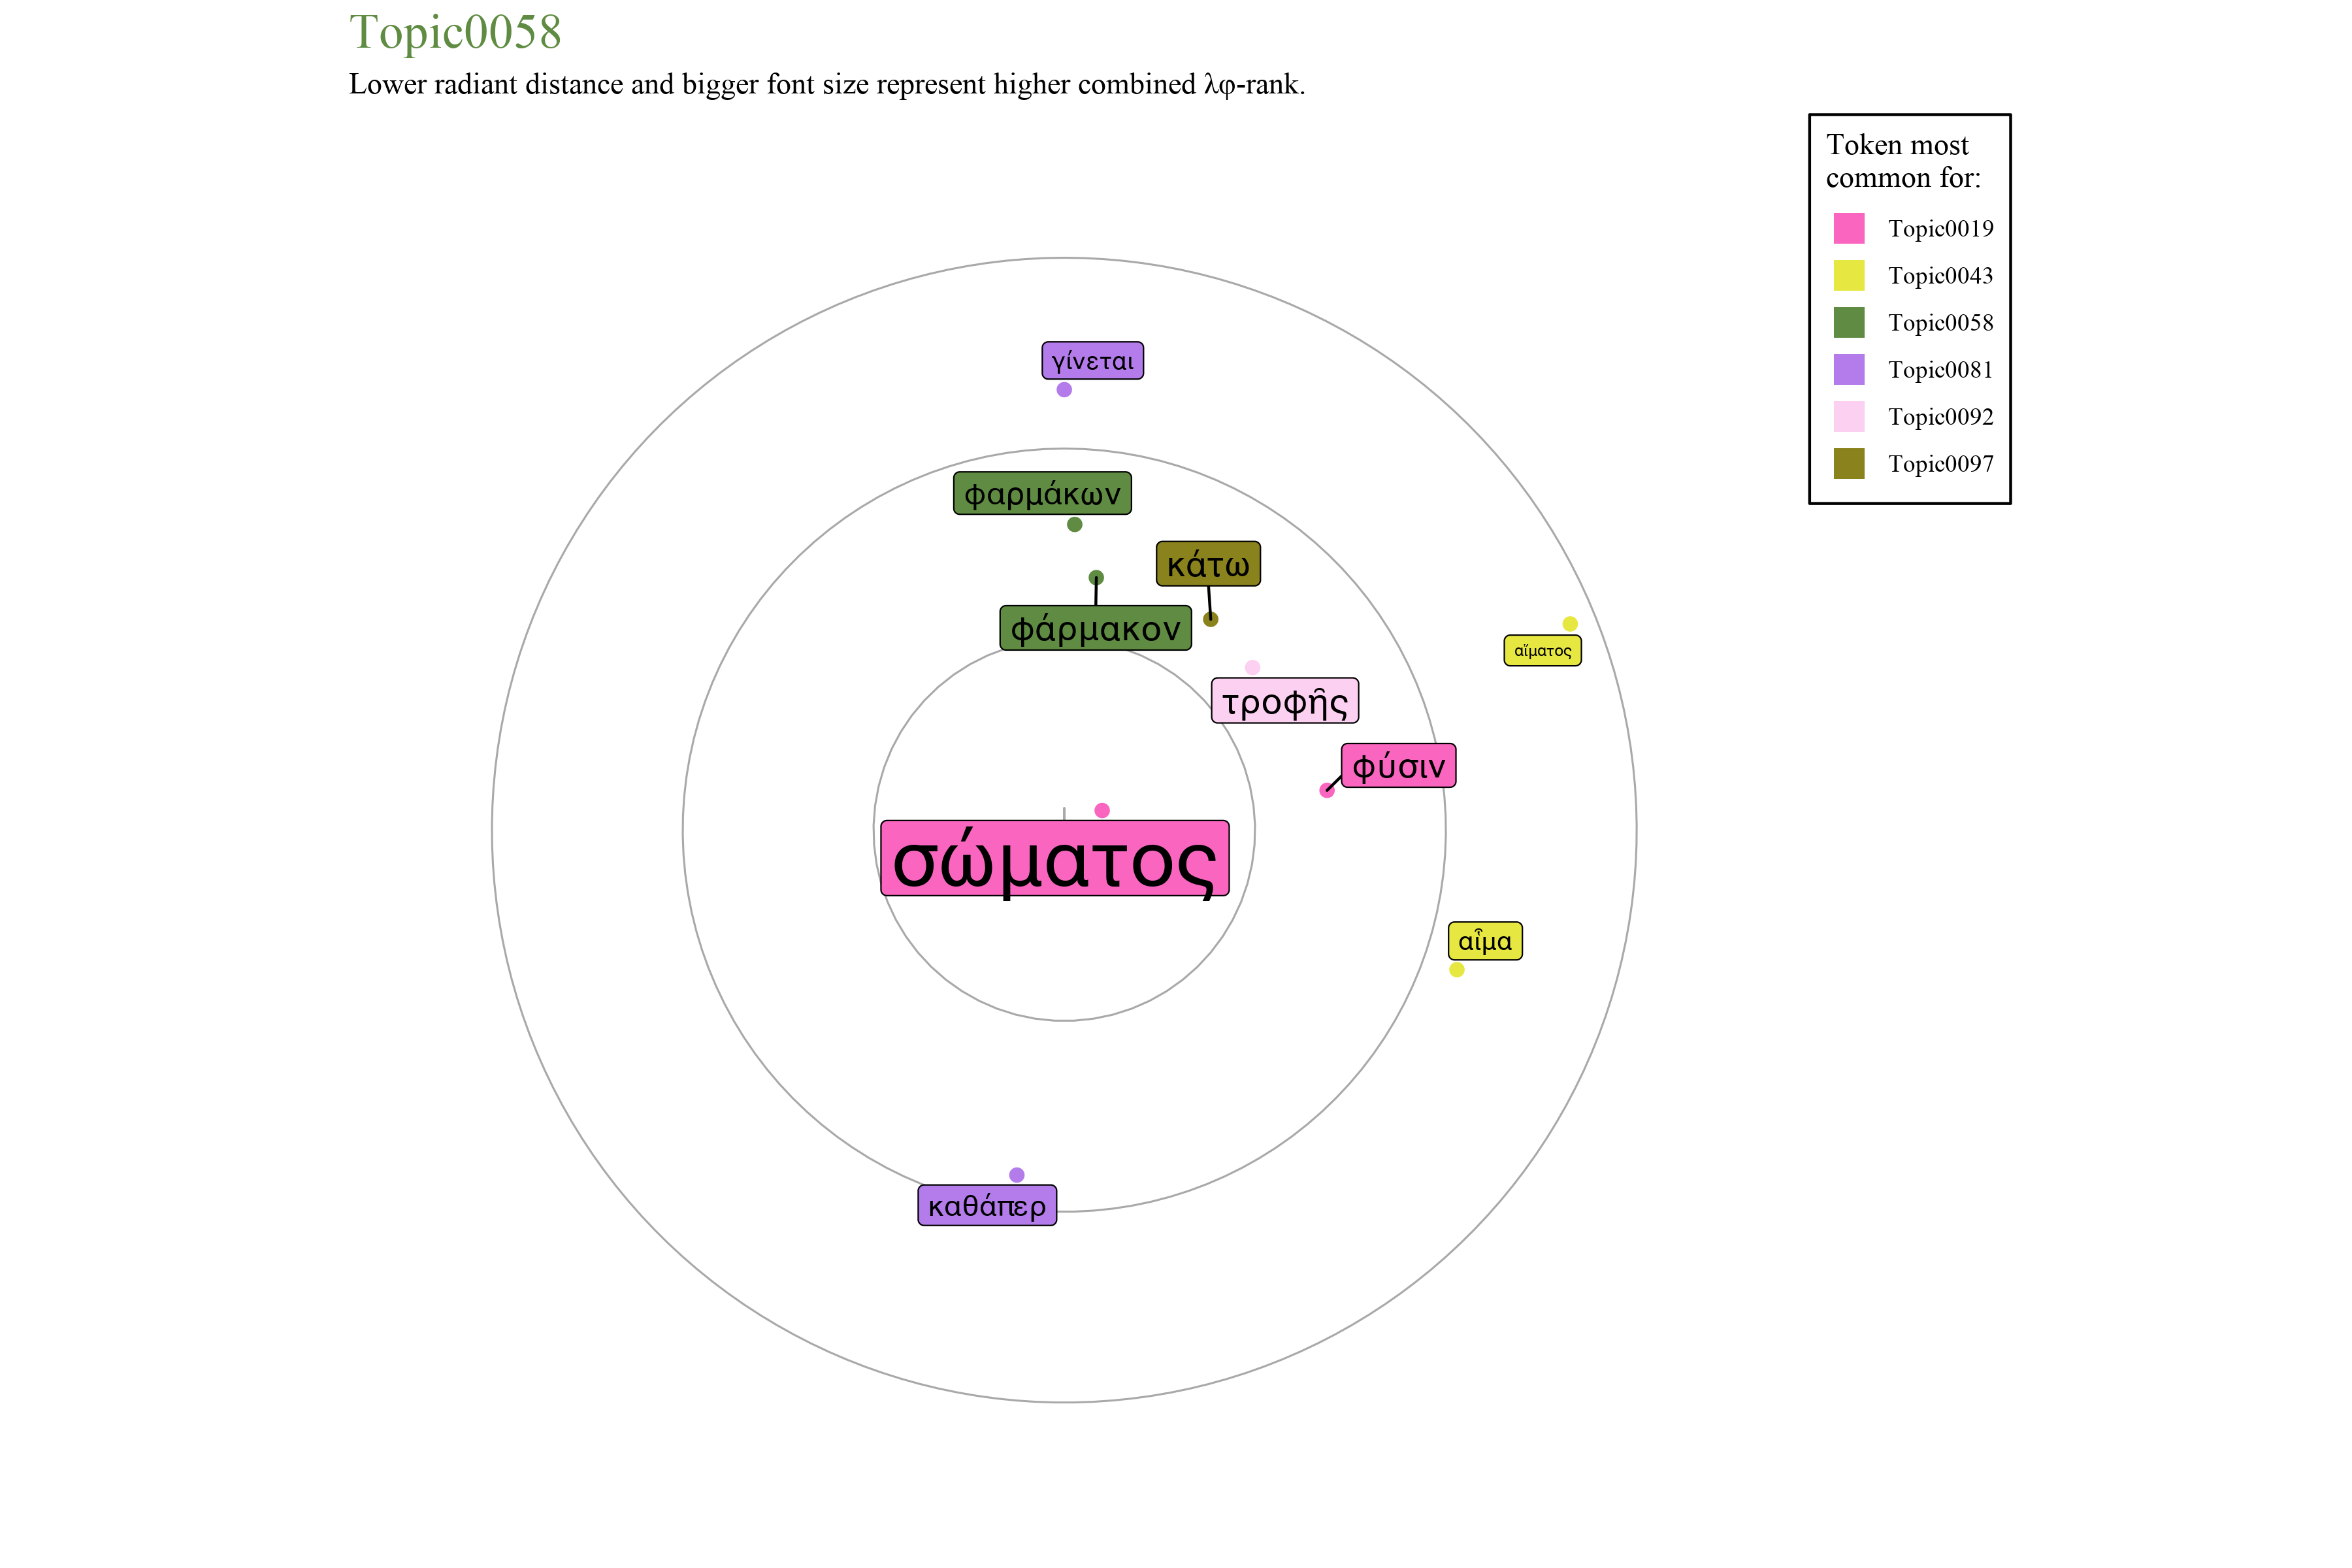 Topic0058
Lower radiant distance and bigger font size represent higher combined λφ-rank.
Token most
common for:
Topic0019
Topic0043
Topic0058
Topic0081
Topic0092
Topic0097
γίνεται
φαρμάκων
κάτω
φάρμακον
αἵματος
τροφῆς
φύσιν
σώματος
αἷμα
καθάπερ